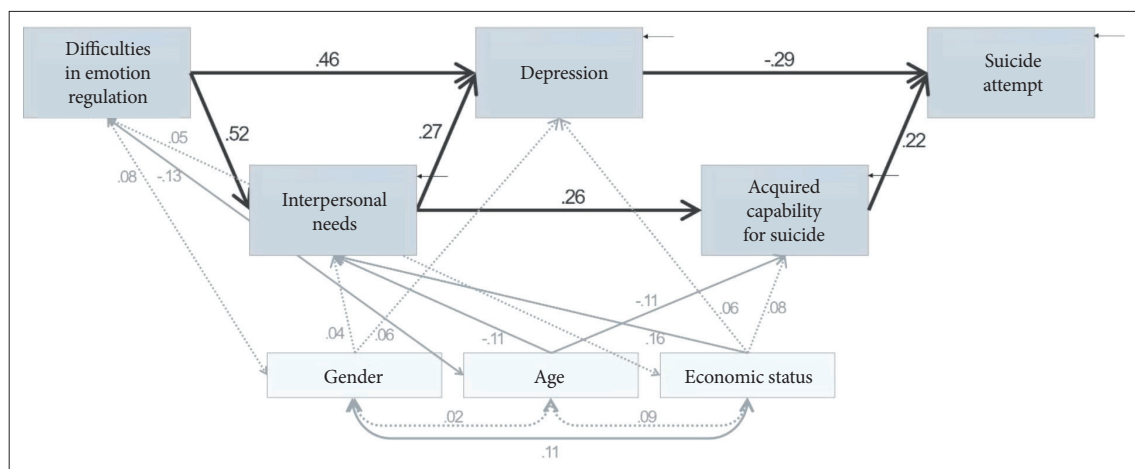 Difficulties
in emotion
regulation
.46
Depression
-.29
Suicide
attempt
.52
.27
.22
.05
.08
-.13
Interpersonal
needs
.26
Acquired
capability
for suicide
.04
.06
-.11
-.11
.16
.06
.08
Gender
Age
Economic status
.02
.09
.11